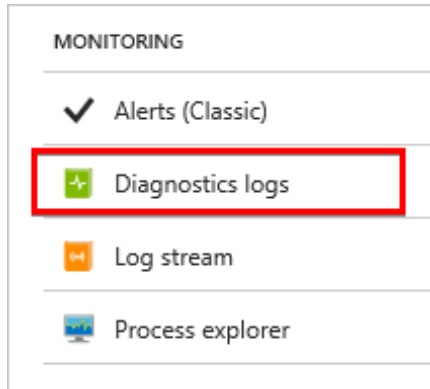 MONITORING
Alerts (Classic)
Diagnostics logs
Log stream
Process explorer